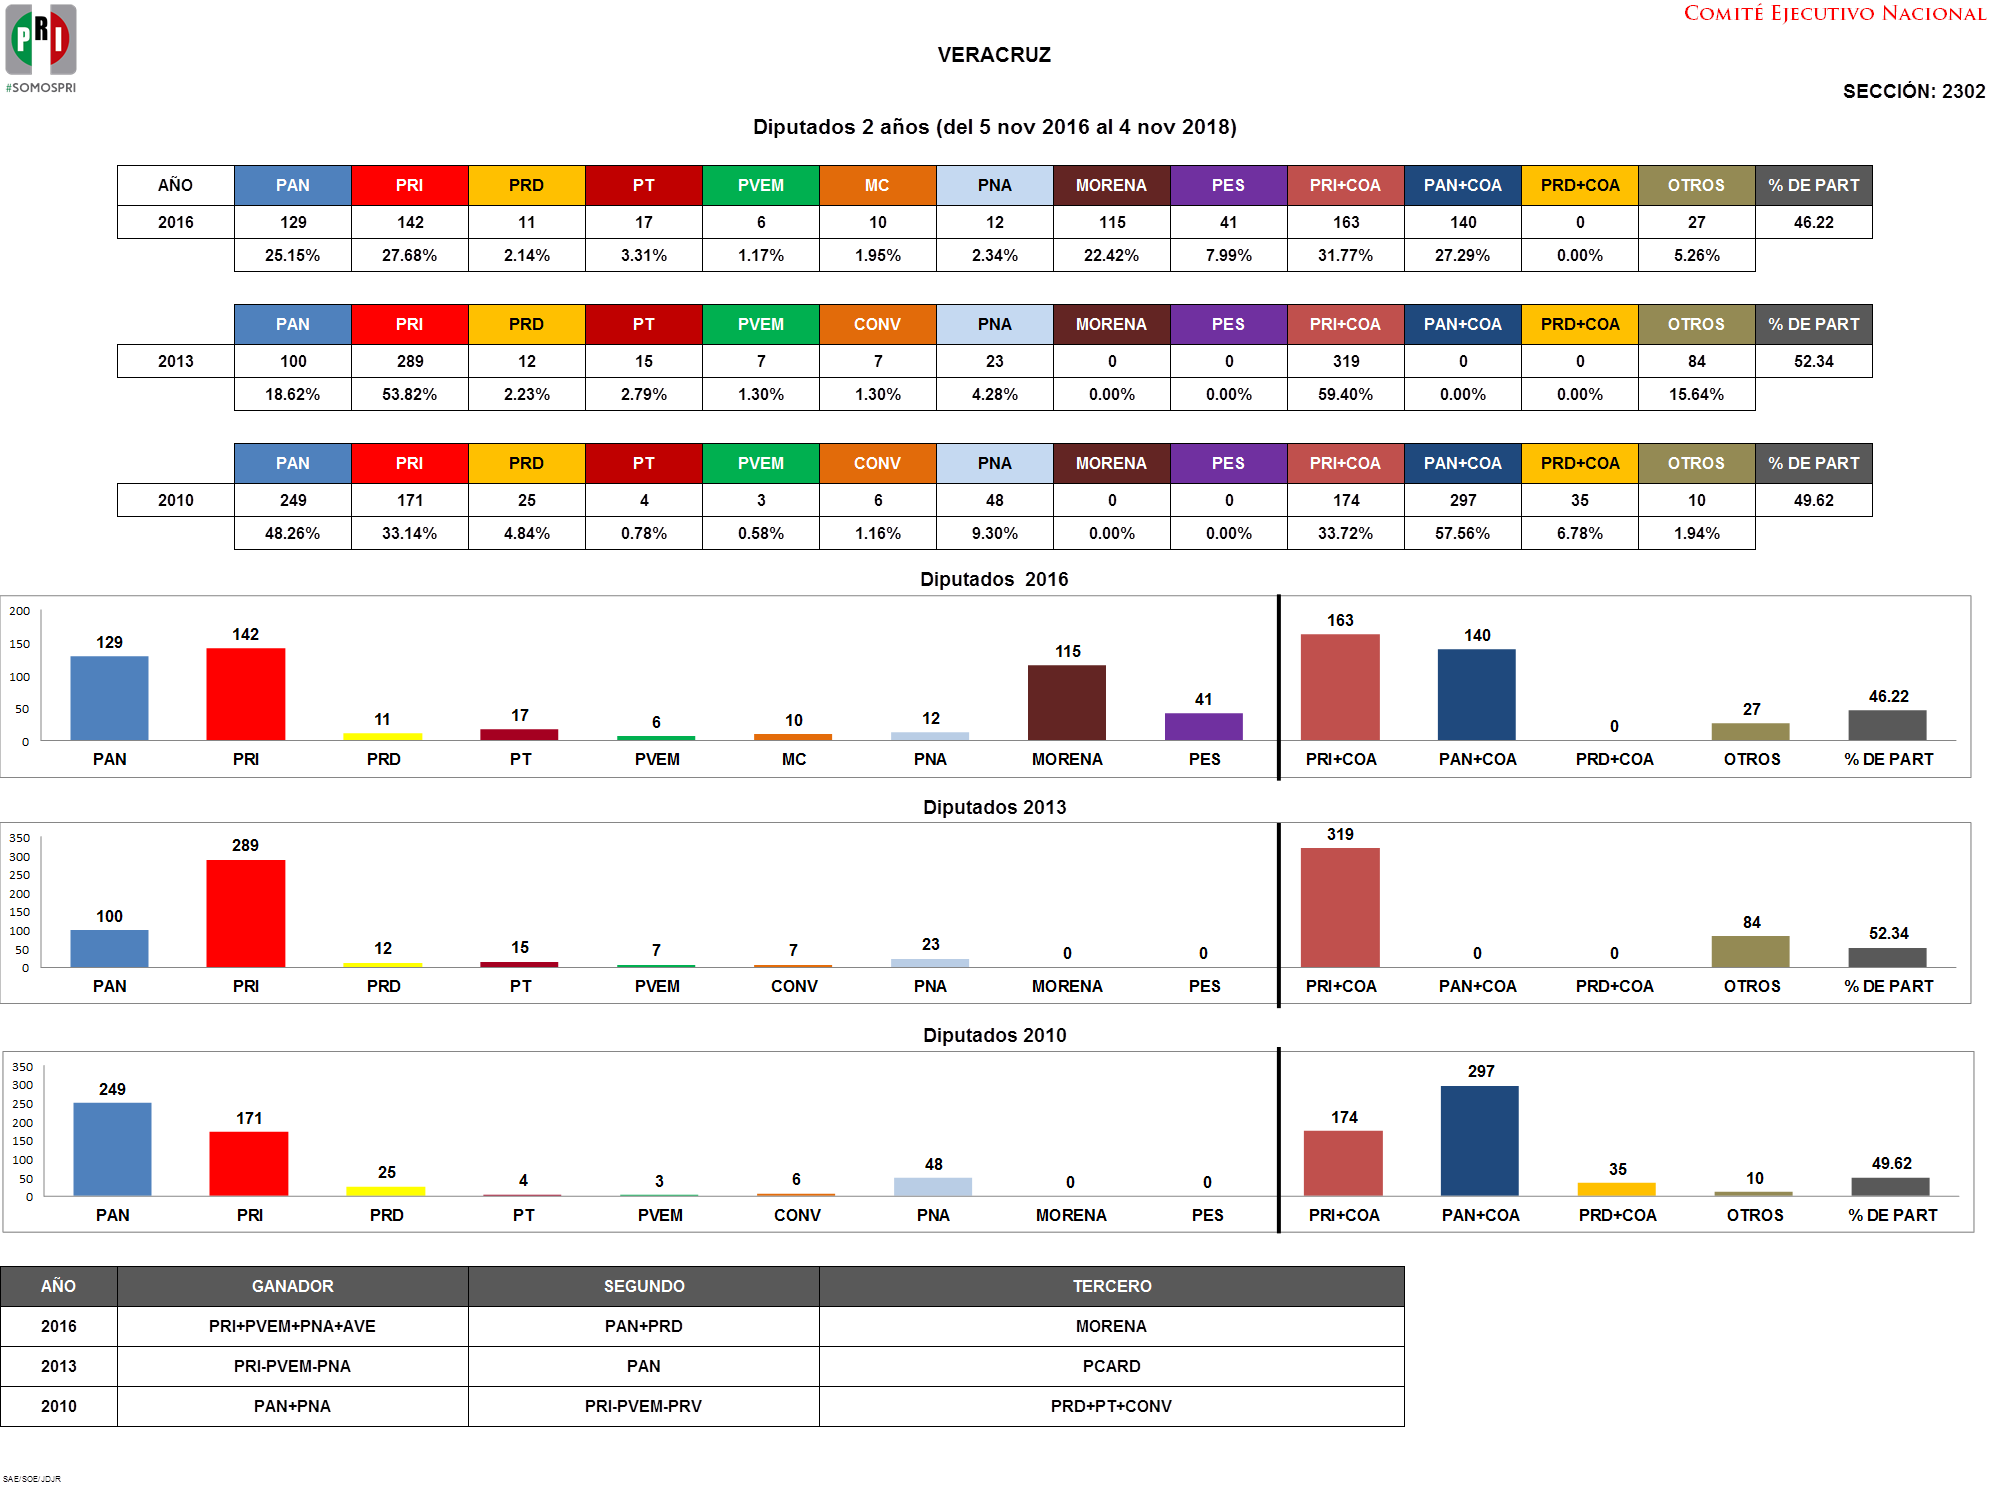 PRI
#SOMOSPRI
COMITÉ EJECUTIVO NACIONAL
VERACRUZ
SECCIÓN: 2302
Diputados 2 años (del 5 nov 2016 al 4 nov 2018)
AÑO PAN PRI PRD PT PVEM MC PNA MORENA PES PRI+COA PAN+COA PRD+COA OTROS % DE PART
2016 129 142 11 17 6 10 12 115 41 163 140 0 27 46.22
25.15% 27.68% 2.14% 3.31% 1.17% 1.95% 2.34% 22.42% 7.99% 31.77% 27.29% 0.00% 5.26%
PAN PRI PRD PT PVEM CONV PNA MORENA PES PRI+COA PAN+COA PRD+COA OTROS % DE PART
2013 100 289 12 15 7 7 23 0 0 319 0 0 84 52.34
18.62% 53.82% 2.23% 2.79% 1.30% 1.30% 4.28% 0.00% 0.00% 59.40% 0.00% 0.00% 15.64%
PAN PRI PRD PT PVEM CONV PNA MORENA PES PRI+COA PAN+COA PRD+COA OTROS % DE PART
2010 249 171 25 4 3 6 48 0 0 174 297 35 10 49.62
48.26% 33.14% 4.84% 0.78% 0.58% 1.16% 9.30% 0.00% 0.00% 33.72% 57.56% 6.78% 1.94%
Diputados 2016
200
150
100
50
0
129 142 11 17 6 10 12 115 41 163 140 0 27 46.22
PAN PRI PRD PT PVEM MC PNA MORENA PES PRI+COA PAN+COA PRD+COA OTROS % DE PART
Diputados 2013
350
300
250
200
150
100
50
0
100 289 12 15 7 7 23 0 0 319 0 0 84 52.34
PAN PRI PRD PT PVEM CONV PNA MORENA PES PRI+COA PAN+COA PRD+COA OTROS % DE PART
Diputados 2010
350
300
250
200
150
100
50
0
249 171 25 4 3 6 48 0 0 174 297 35 10 49.62
PAN PRI PRD PT PVEM CONV PNA MORENA PES PRI+COA PAN+COA PRD+COA OTROS % DE PART
AÑO GANADOR SEGUNDO TERCERO
2016 PRI+PVEM+PNA+AVE PAN+PRD MORENA
2013 PRI-PVEM-PNA PAN PCARD
2010 PAN+PNA PRI-PVEM-PRV PRD+PT+CONV
SAE/SOE/JDJR